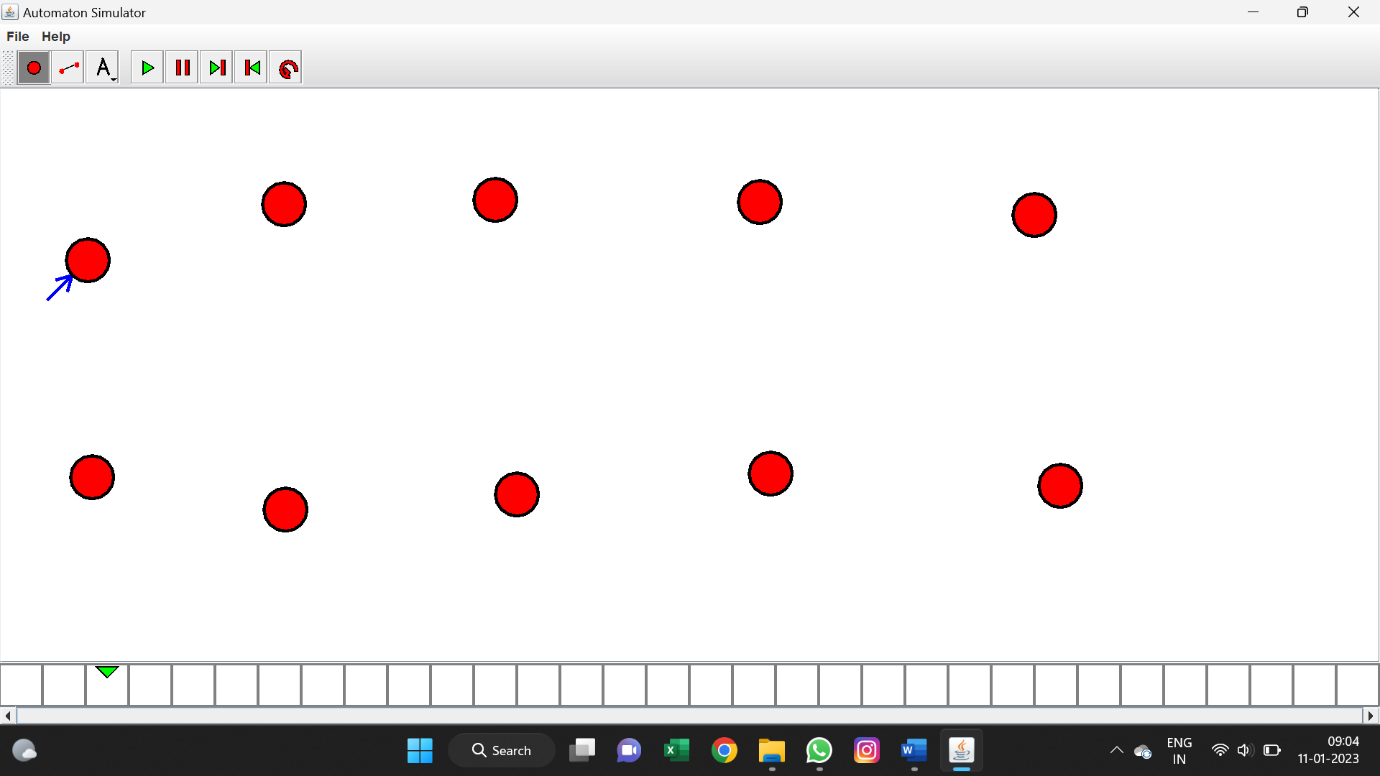 Automaton Simulator
File Help
A
Search
ENG
IN
09:04
11-01-2023